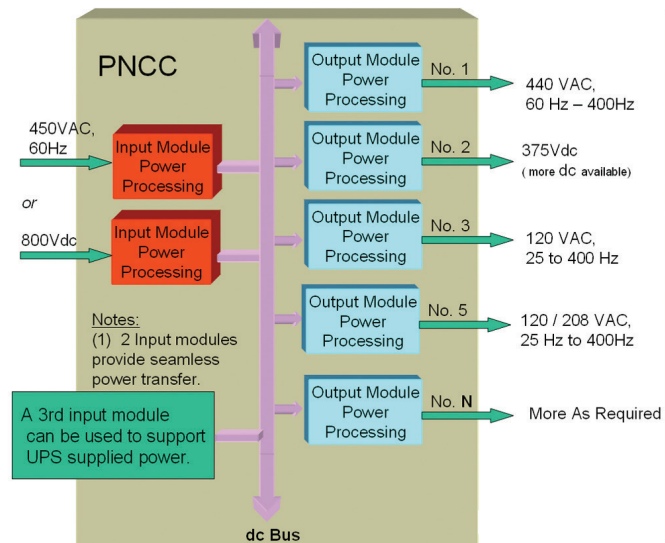 PNCC
450VAC,
60Hz
or
800Vdc
Input Module
Power
Processing
Input Module
Power
Processing
Notes:
(1) 2 Input modules
provide seamless
power transfer.
A 3rd input module
can be used to support
UPS supplied power.
dc Bus
Output Module
Power
Processing
No. 1
440 VAC,
60 Hz – 400Hz
Output Module
Power
Processing
No. 2
375Vdc
( more dc available)
Output Module
Power
Processing
No. 3
120 VAC,
25 to 400 Hz
Output Module
Power
Processing
No. 5
120 / 208 VAC,
25 Hz to 400Hz
Output Module
Power
Processing
No. N
More As Required